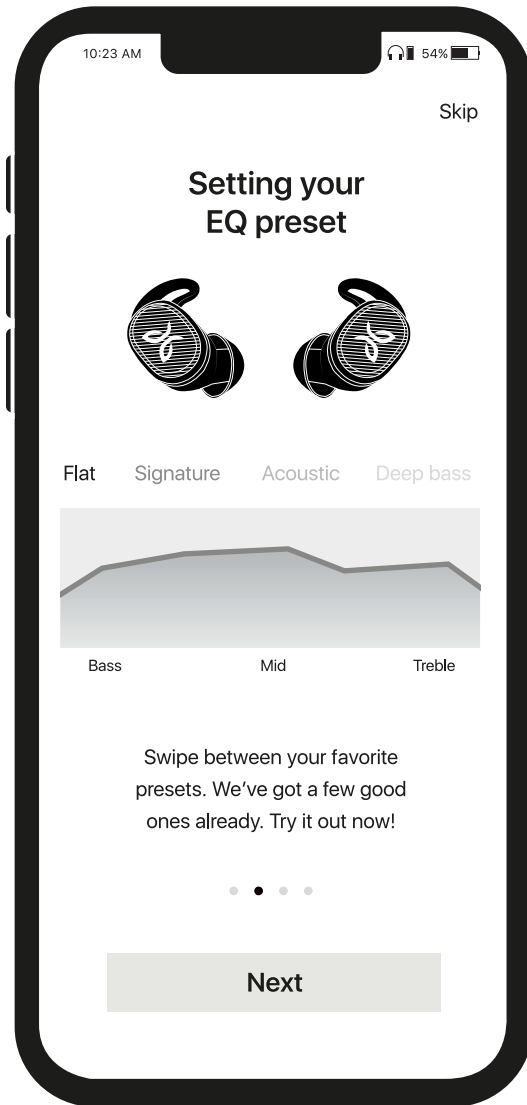 10:23 AM 54%
Skip
Setting your
EQ preset
Flat Signature Acoustic Deep bass
Bass Mid Treble
Swipe between your favorite
presets. We've got a few good
ones already. Try it out now!
Next